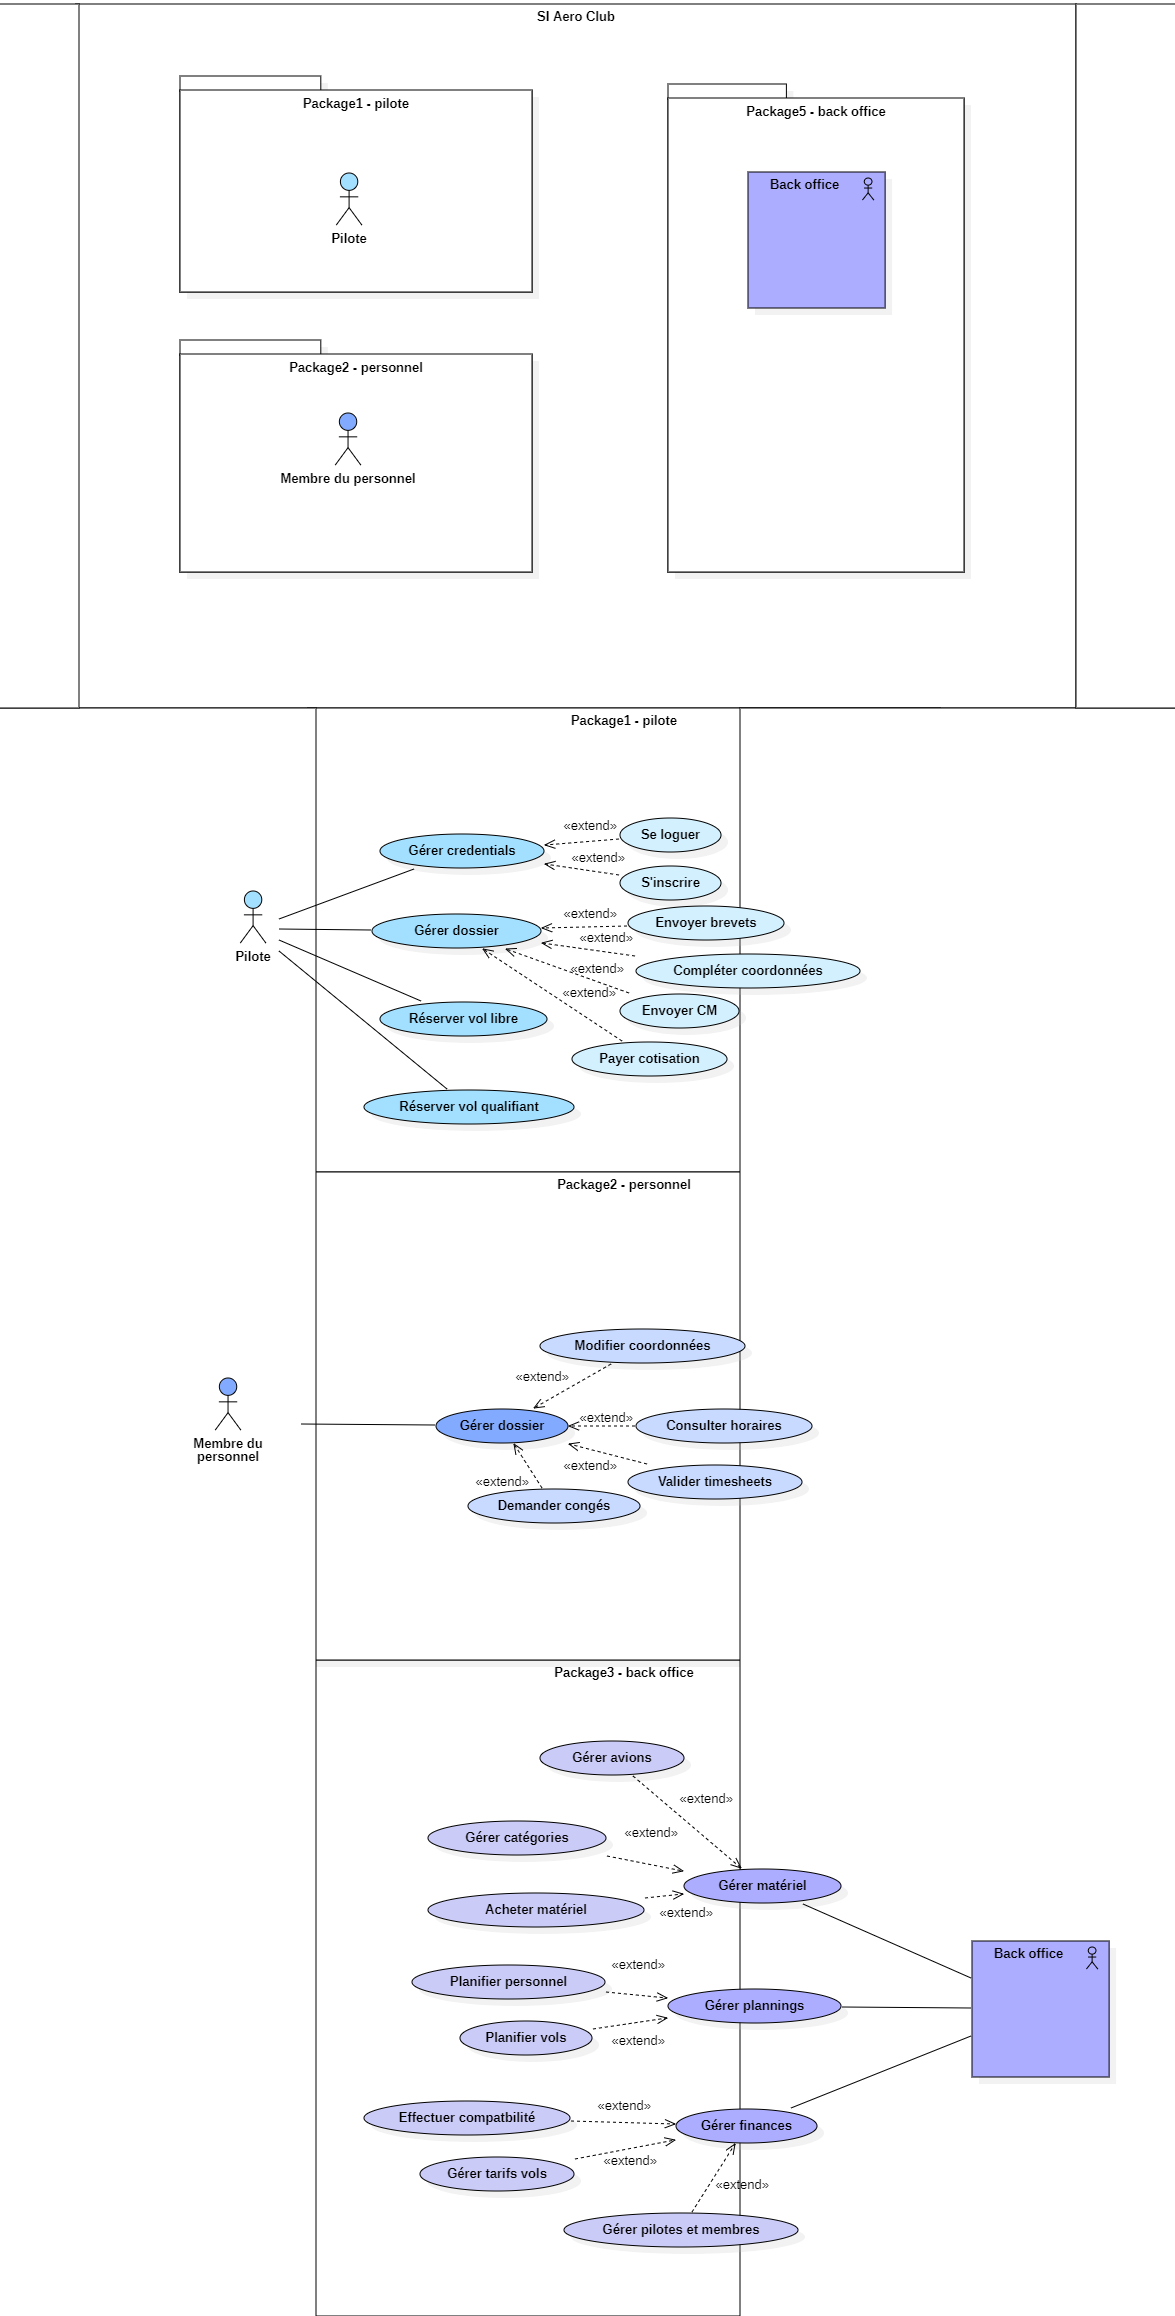 SI Aero Club
Package1 - pilote
Pilote
Package5 - back office
Back office
Package2 - personnel
Membre du personnel
Package1 - pilote
«extend»
Se loguer
Gérer credentials
«extend»
S'inscrire
«extend»
Envoyer brevets
Gérer dossier
«extend»
Pilote
«extend»
Compléter coordonnées
«extend»
Envoyer CM
Réserver vol libre
Payer cotisation
Réserver vol qualifiant
Package2 - personnel
Modifier coordonnées
«extend»
Membre du
personnel
Gérer dossier
«extend»
Consulter horaires
«extend»
Valider timesheets
«extend»
Demander congés
Package3 - back office
Gérer avions
«extend»
Gérer catégories
«extend»
Gérer matériel
Acheter matériel
«extend»
Back office
Planifier personnel
«extend»
Gérer plannings
Planifier vols
«extend»
Effectuer compatbilité
«extend»
Gérer finances
Gérer tarifs vols
«extend»
«extend»
Gérer pilotes et membres